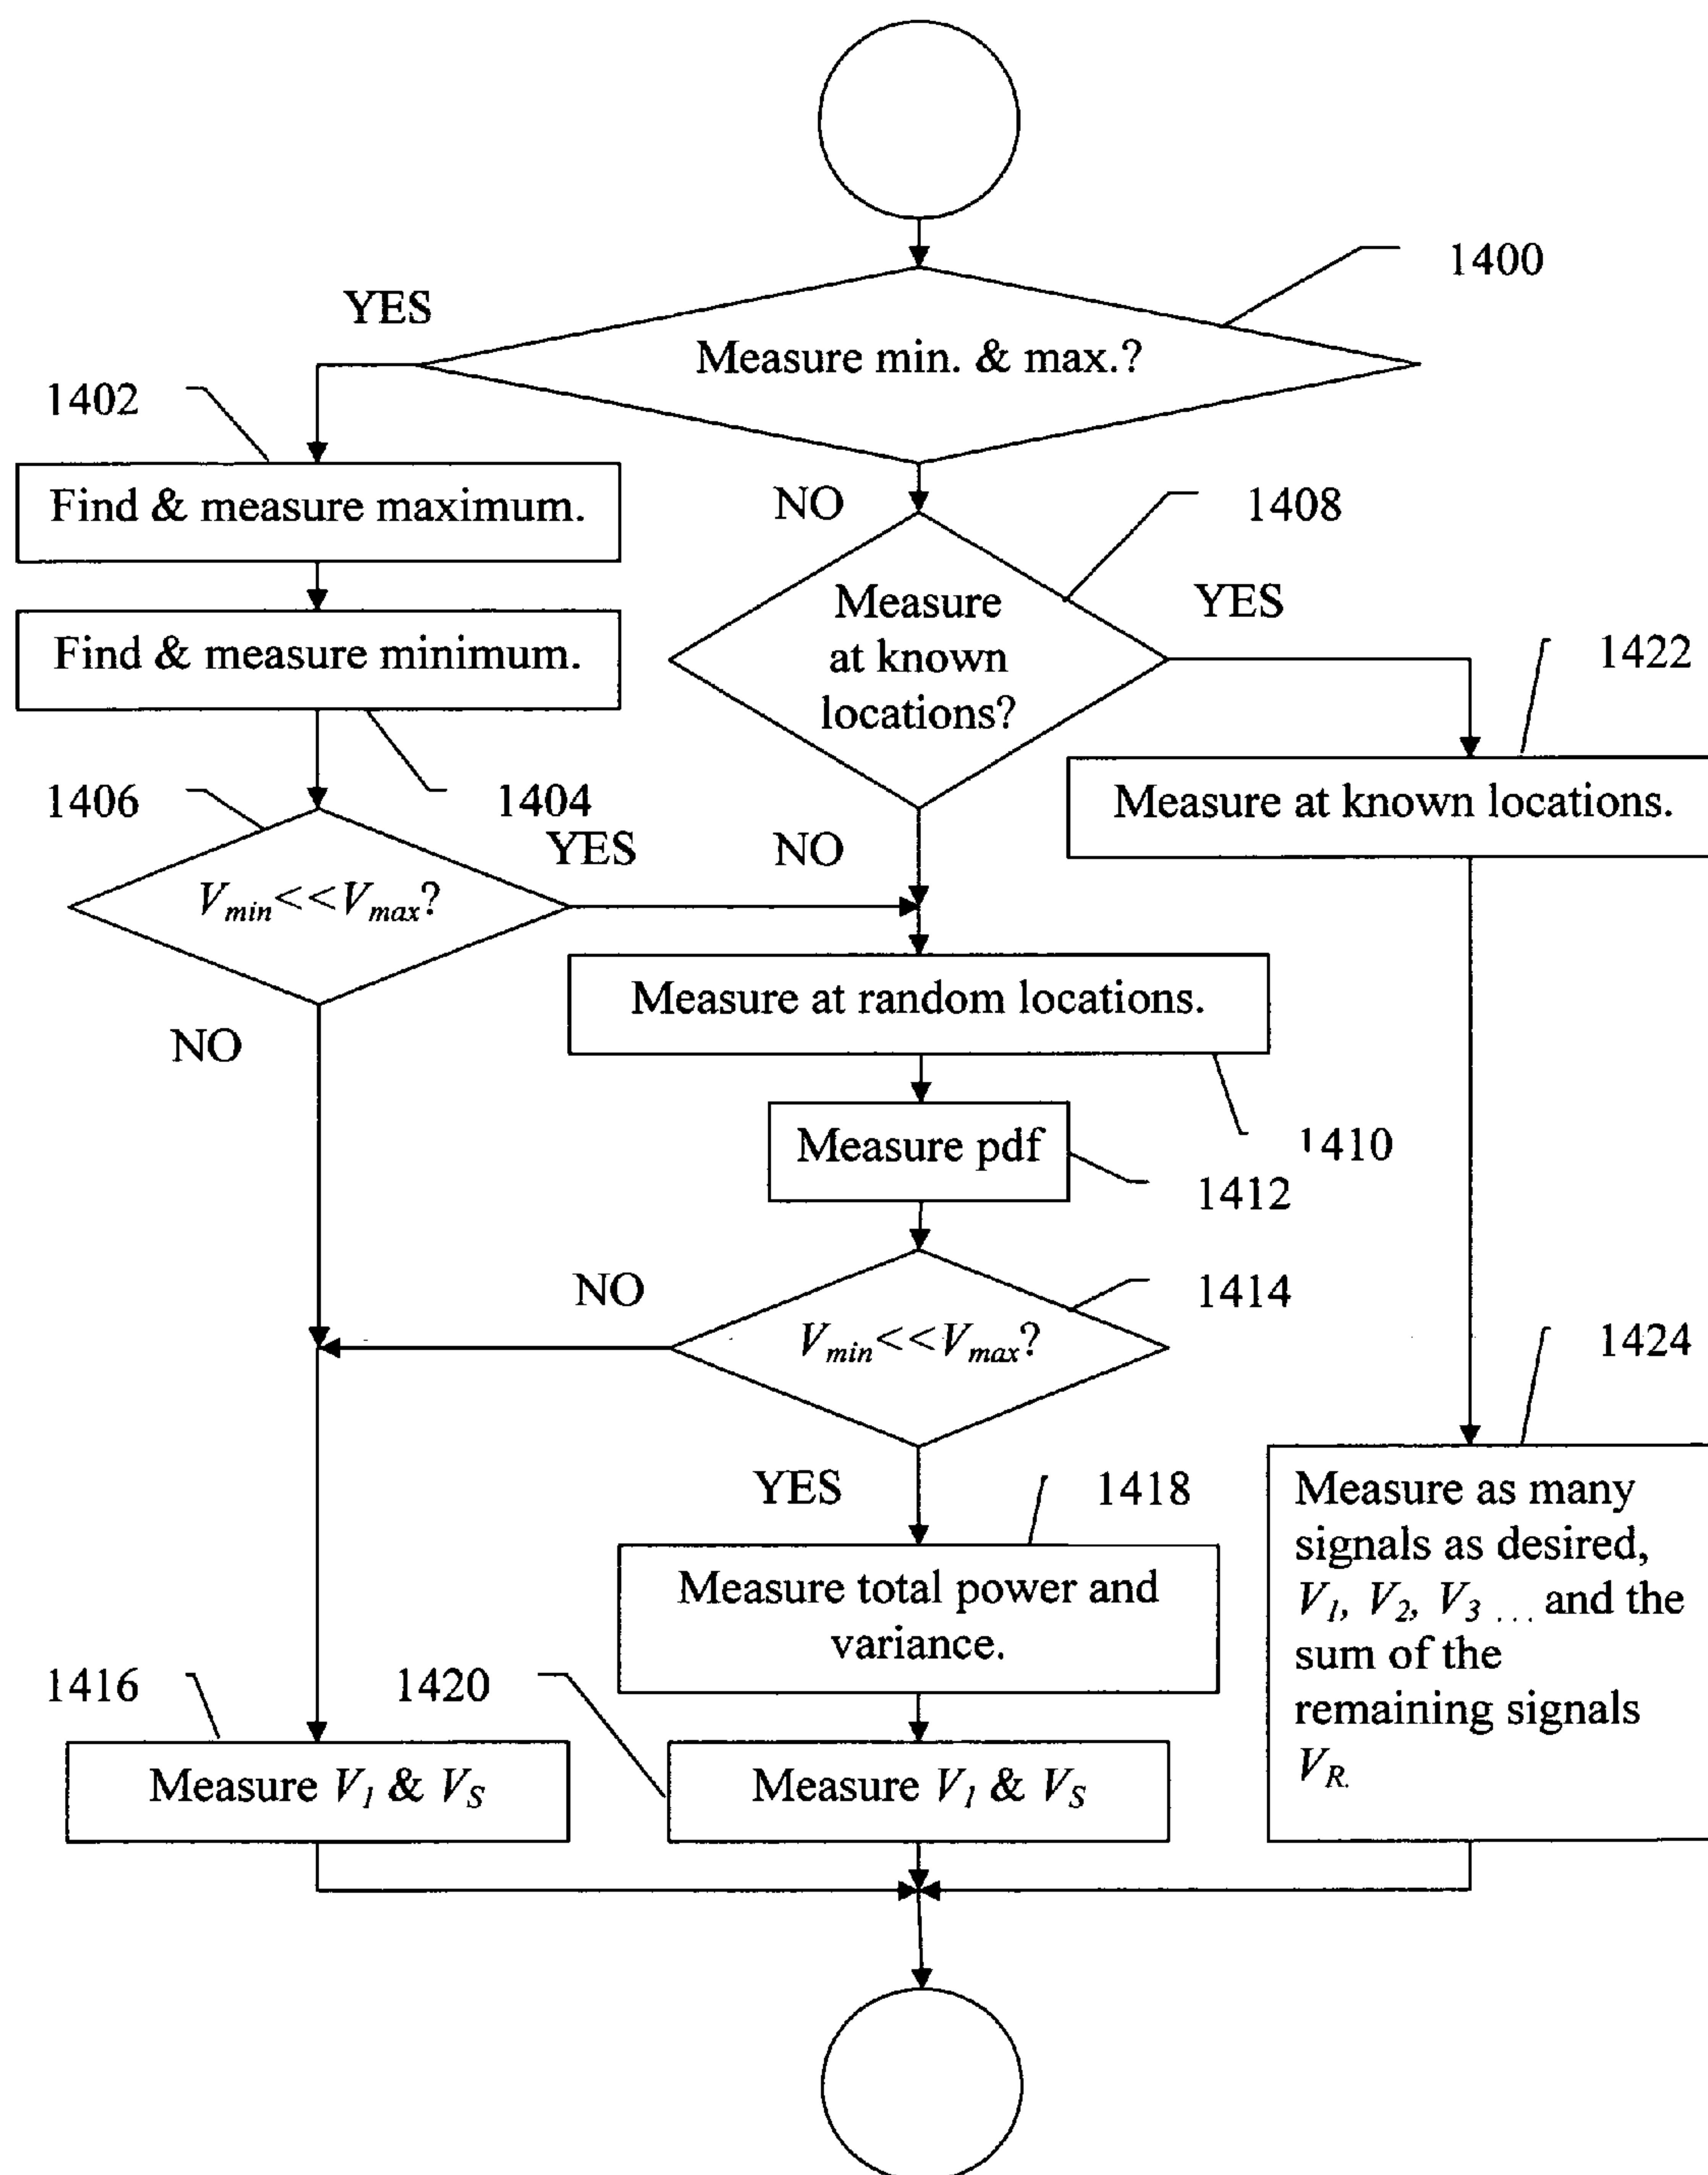 1400
YES
Measure min. & max.?
1402
Find & measure maximum.
NO
1408
Measure
at known
locations?
YES
Find & measure minimum.
1422
1406
1404
Measure at known locations.
YES
NO
Vmin<<Vmax?
Measure at random locations.
NO
1410
Measure pdf
1412
NO
1414
Vmin<<Vmax?
1424
YES
1418
Measure as many
signals as desired,
V1, V2, V3 ... and the
sum of the
remaining signals
VR.
Measure total power and
variance.
1416
1420
Measure V1 & VS
Measure V1 & VS